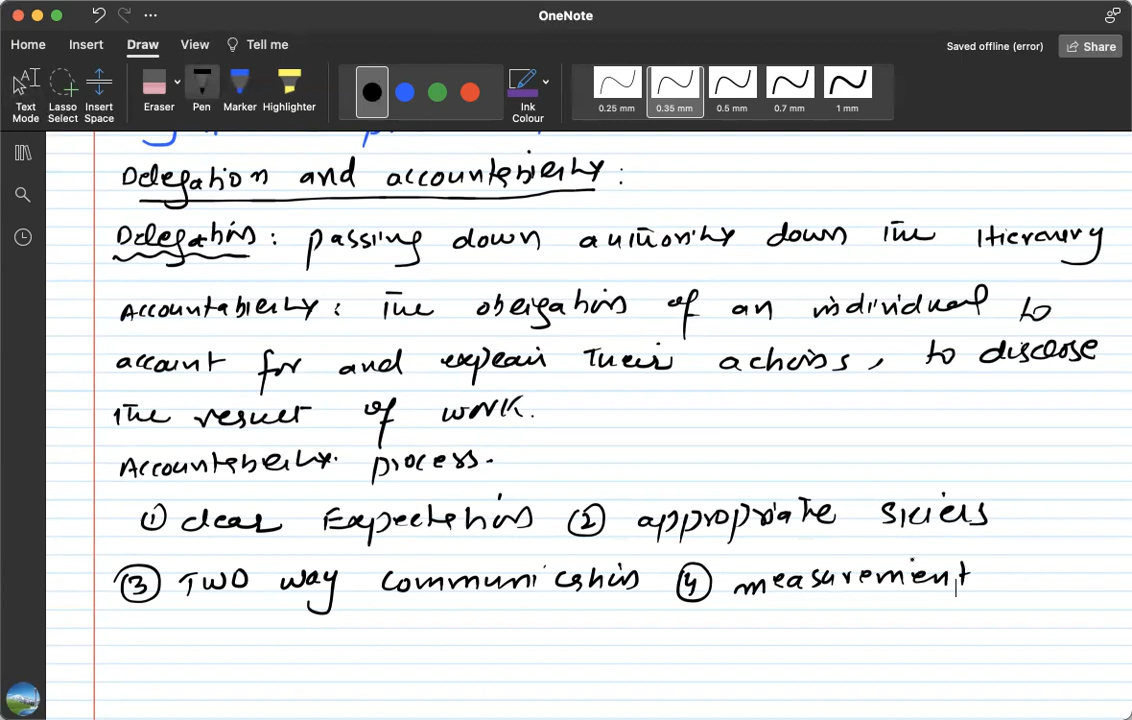 OneNote
Home Insert Draw View Tell me
Saved offline (error) Share
Text Mode Lasso Select Insert Space Eraser Pen Marker Highlighter Ink Colour 0.25 mm 0.35 mm 0.5 mm 0.7 mm 1 mm
Delegation and accountability :
Delegation : passing down authority down the Hierarchy
Accountability : The obligation of an individual to
account for and explain their actions , to disclose
the result of work.
Accountability process.
① clear Expectations ② appropriate skills
③ Two way communication ④ measurement